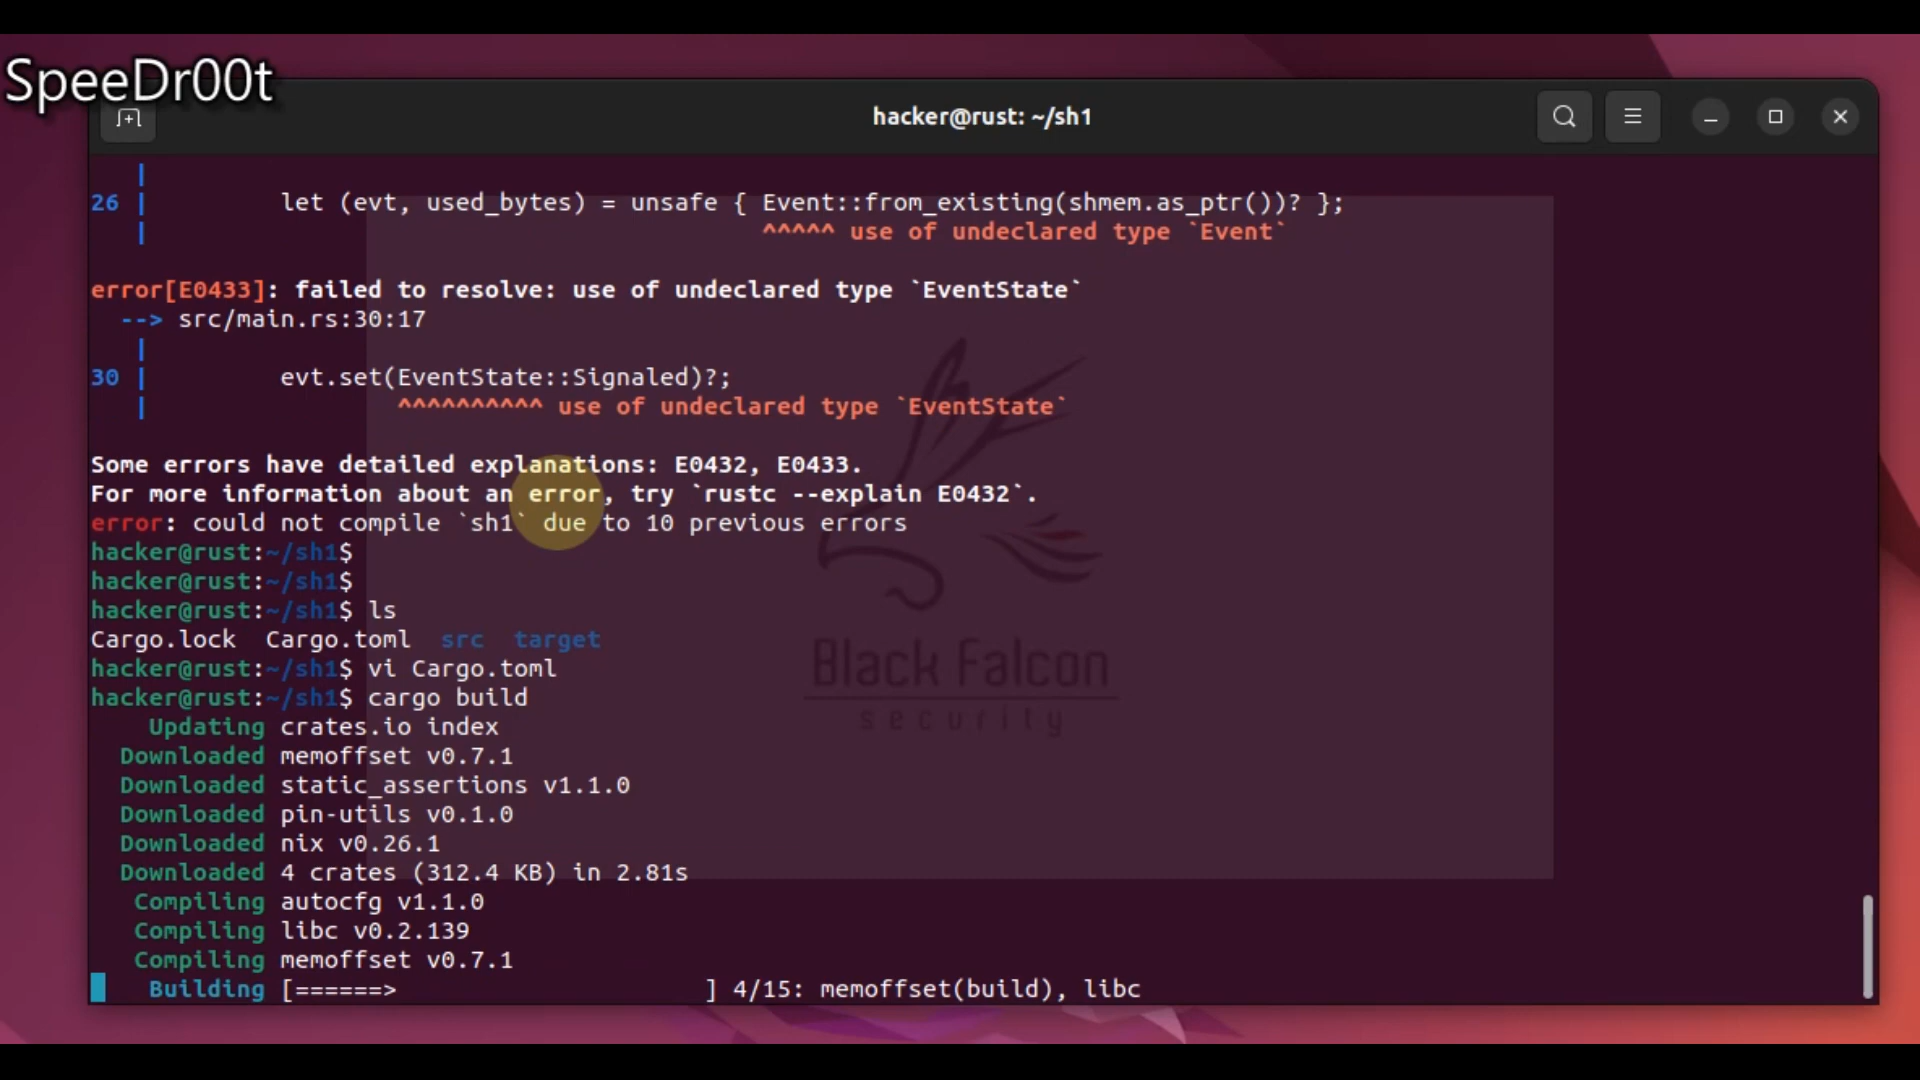 SpeeDr00t
hacker@rust: ~/sh1
|
26 | let (evt, used_bytes) = unsafe { Event::from_existing(shmem.as_ptr())? };
| ^^^^^ use of undeclared type `Event`
error[E0433]: failed to resolve: use of undeclared type `EventState`
--> src/main.rs:30:17
|
30 | evt.set(EventState::Signaled)?;
| ^^^^^^^^^^ use of undeclared type `EventState`
Some errors have detailed explanations: E0432, E0433.
For more information about an error, try `rustc --explain E0432`.
error: could not compile `sh1` due to 10 previous errors
hacker@rust:~/sh1$
hacker@rust:~/sh1$
hacker@rust:~/sh1$ ls
Cargo.lock Cargo.toml src target
hacker@rust:~/sh1$ vi Cargo.toml
hacker@rust:~/sh1$ cargo build
Updating crates.io index
Downloaded memoffset v0.7.1
Downloaded static_assertions v1.1.0
Downloaded pin-utils v0.1.0
Downloaded nix v0.26.1
Downloaded 4 crates (312.4 KB) in 2.81s
Compiling autocfg v1.1.0
Compiling libc v0.2.139
Compiling memoffset v0.7.1
Building [======> ] 4/15: memoffset(build), libc
Black Falcon
security